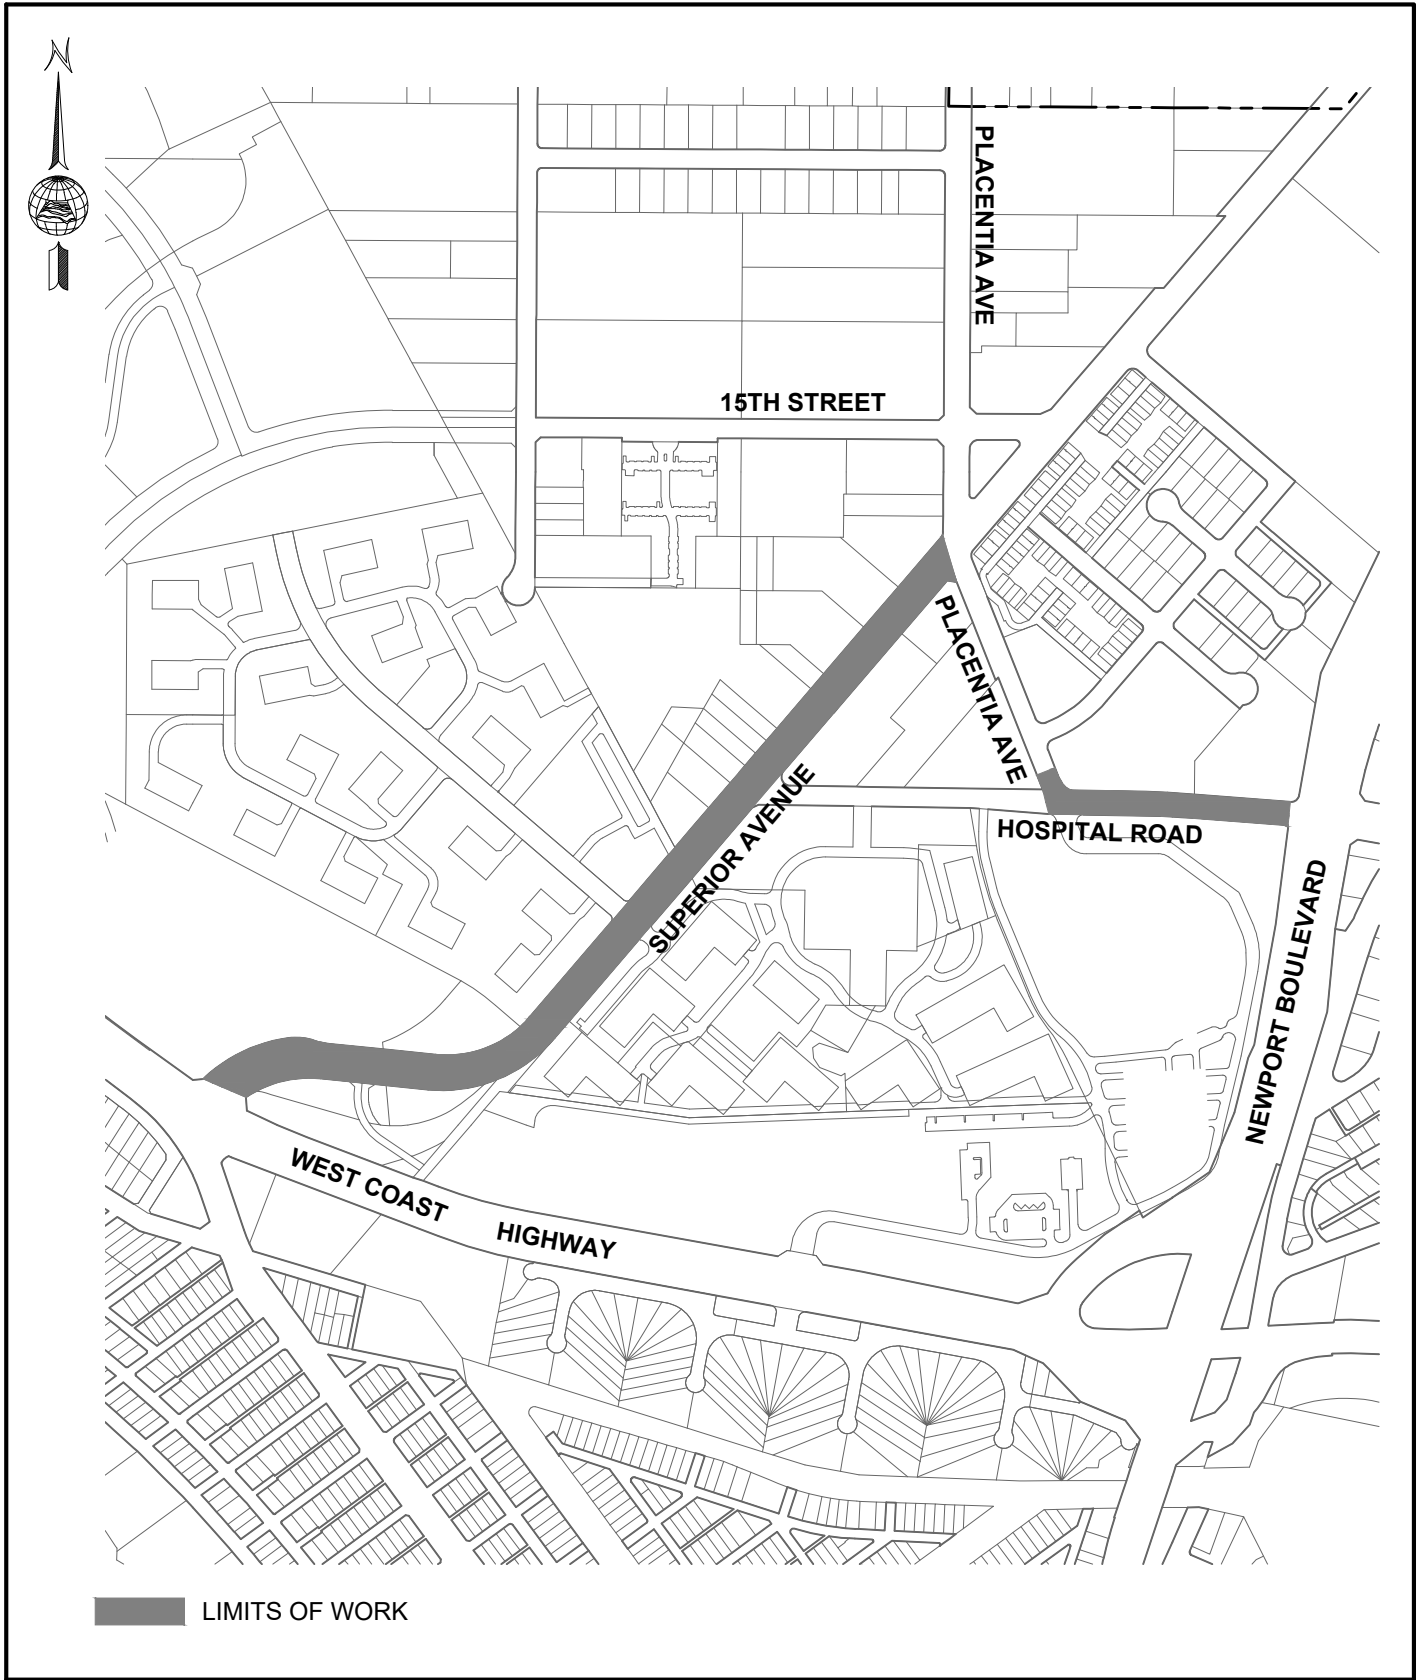 N
PLACENTIA AVE
15TH STREET
PLACENTIA AVE
SUPERIOR AVENUE
HOSPITAL ROAD
NEWPORT BOULEVARD
WEST COAST
HIGHWAY
LIMITS OF WORK